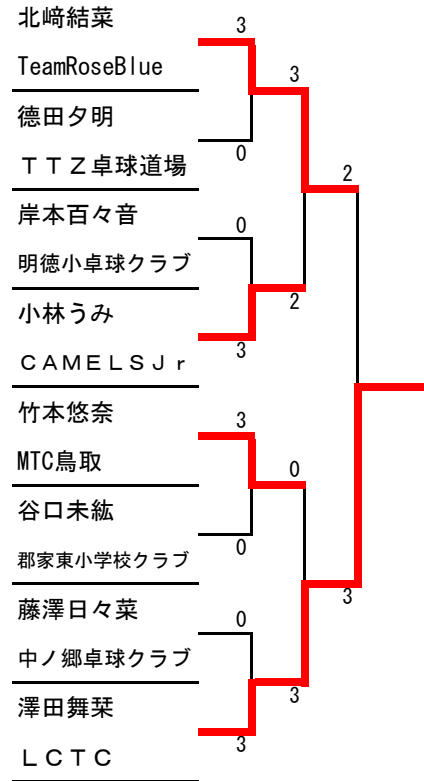 北﨑結菜
3
TeamRoseBlue
3
德田夕明
0
ＴＴＺ卓球道場
2
岸本百々音
0
明徳小卓球クラブ
2
小林うみ
3
ＣＡＭＥＬＳＪｒ
竹本悠奈
3
MTC鳥取
0
谷口未紘
0
郡家東小学校クラブ
3
藤澤日々菜
0
中ノ郷卓球クラブ
3
澤田舞栞
3
ＬＣＴＣ